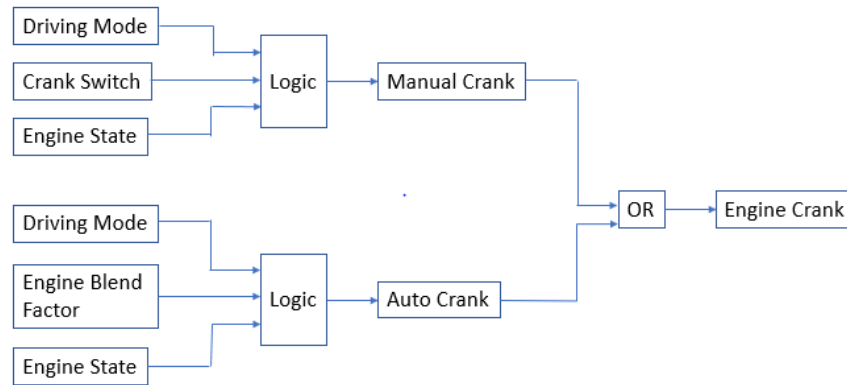 Driving Mode
Crank Switch
Engine State
Logic
Manual Crank
Driving Mode
Engine Blend
Factor
Engine State
Logic
Auto Crank
OR
Engine Crank